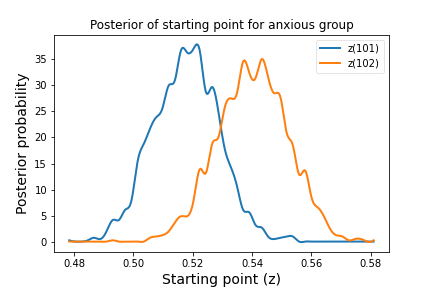 Posterior of starting point for anxious group
z(101)
z(102)
Posterior probability
35
30
25
20
15
10
5
0
0.48
0.50
0.52
0.54
0.56
0.58
Starting point (z)